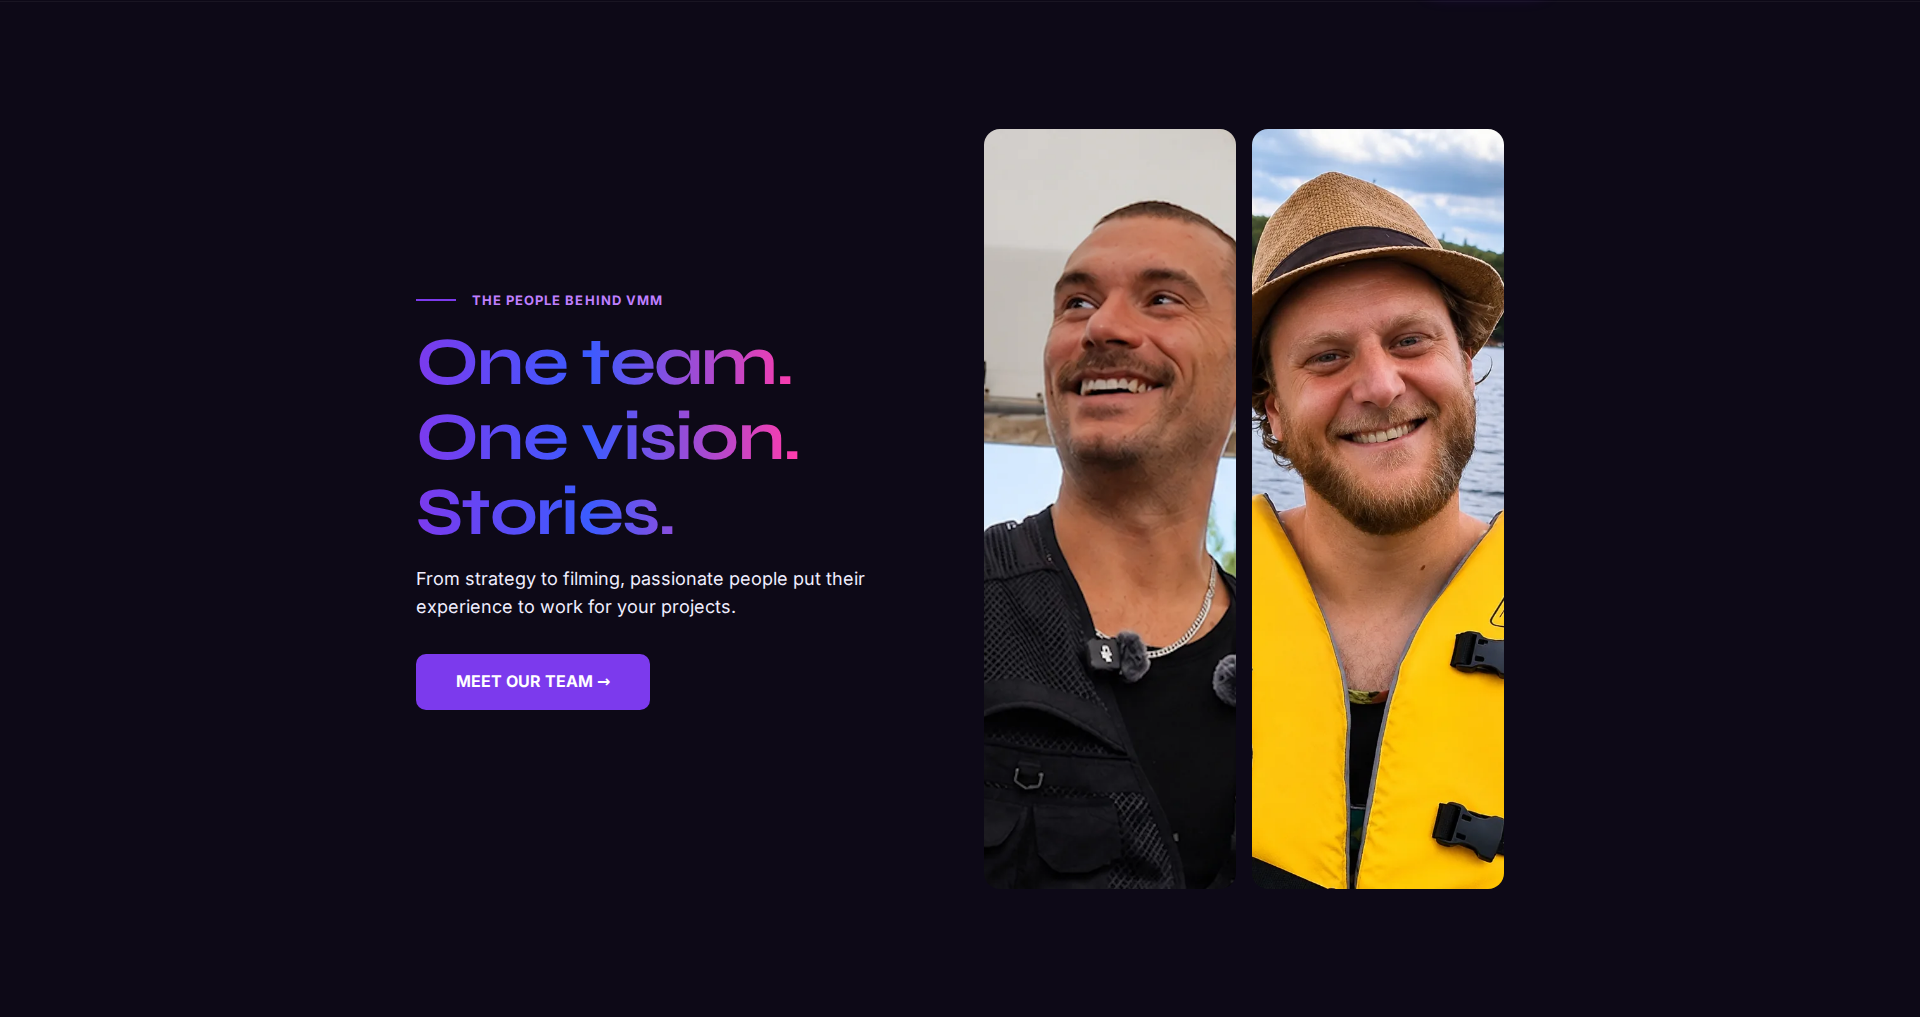 THE PEOPLE BEHIND VMM
One team.
One vision.
Stories.
From strategy to filming, passionate people put their
experience to work for your projects.
MEET OUR TEAM →